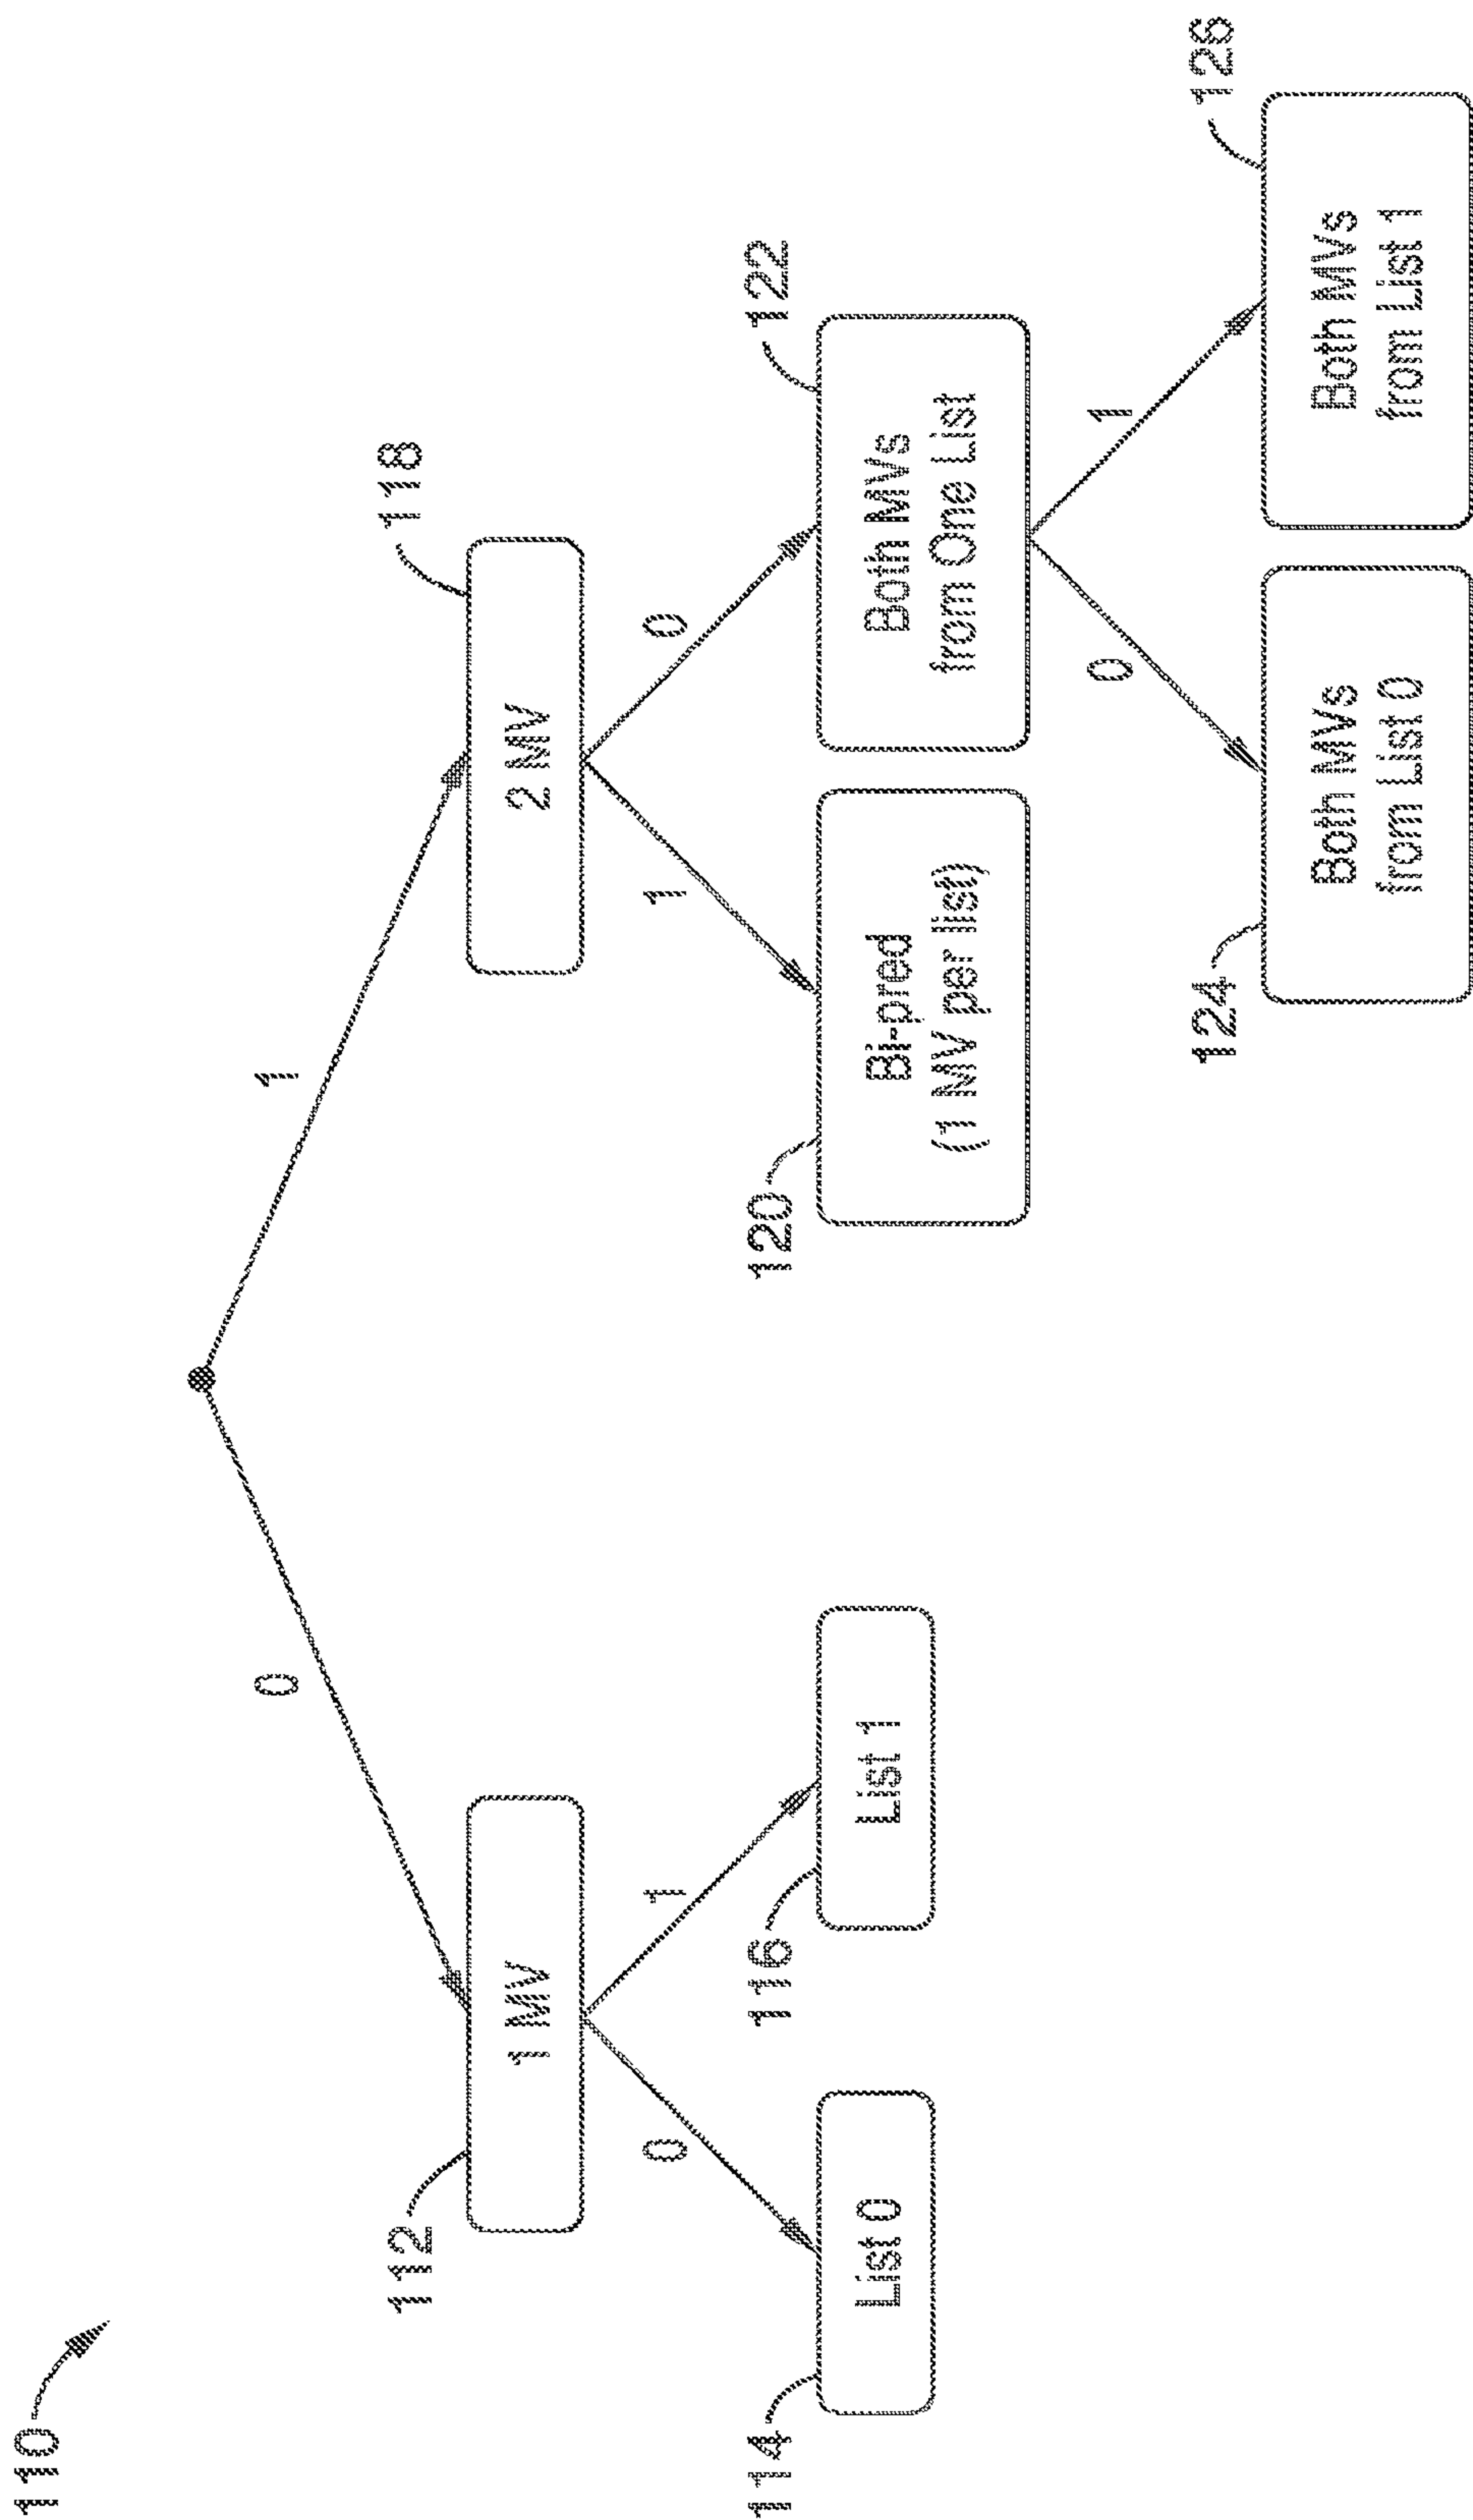 110
1
0
118
112
2 MV
1 MV
0
1
1
0
114
116
120
122
List 0
List 1
Bi-pred
(1 MV per list)
Both MVs
from One List
0
1
124
126
Both MVs
from List 0
Both MVs
from List 1